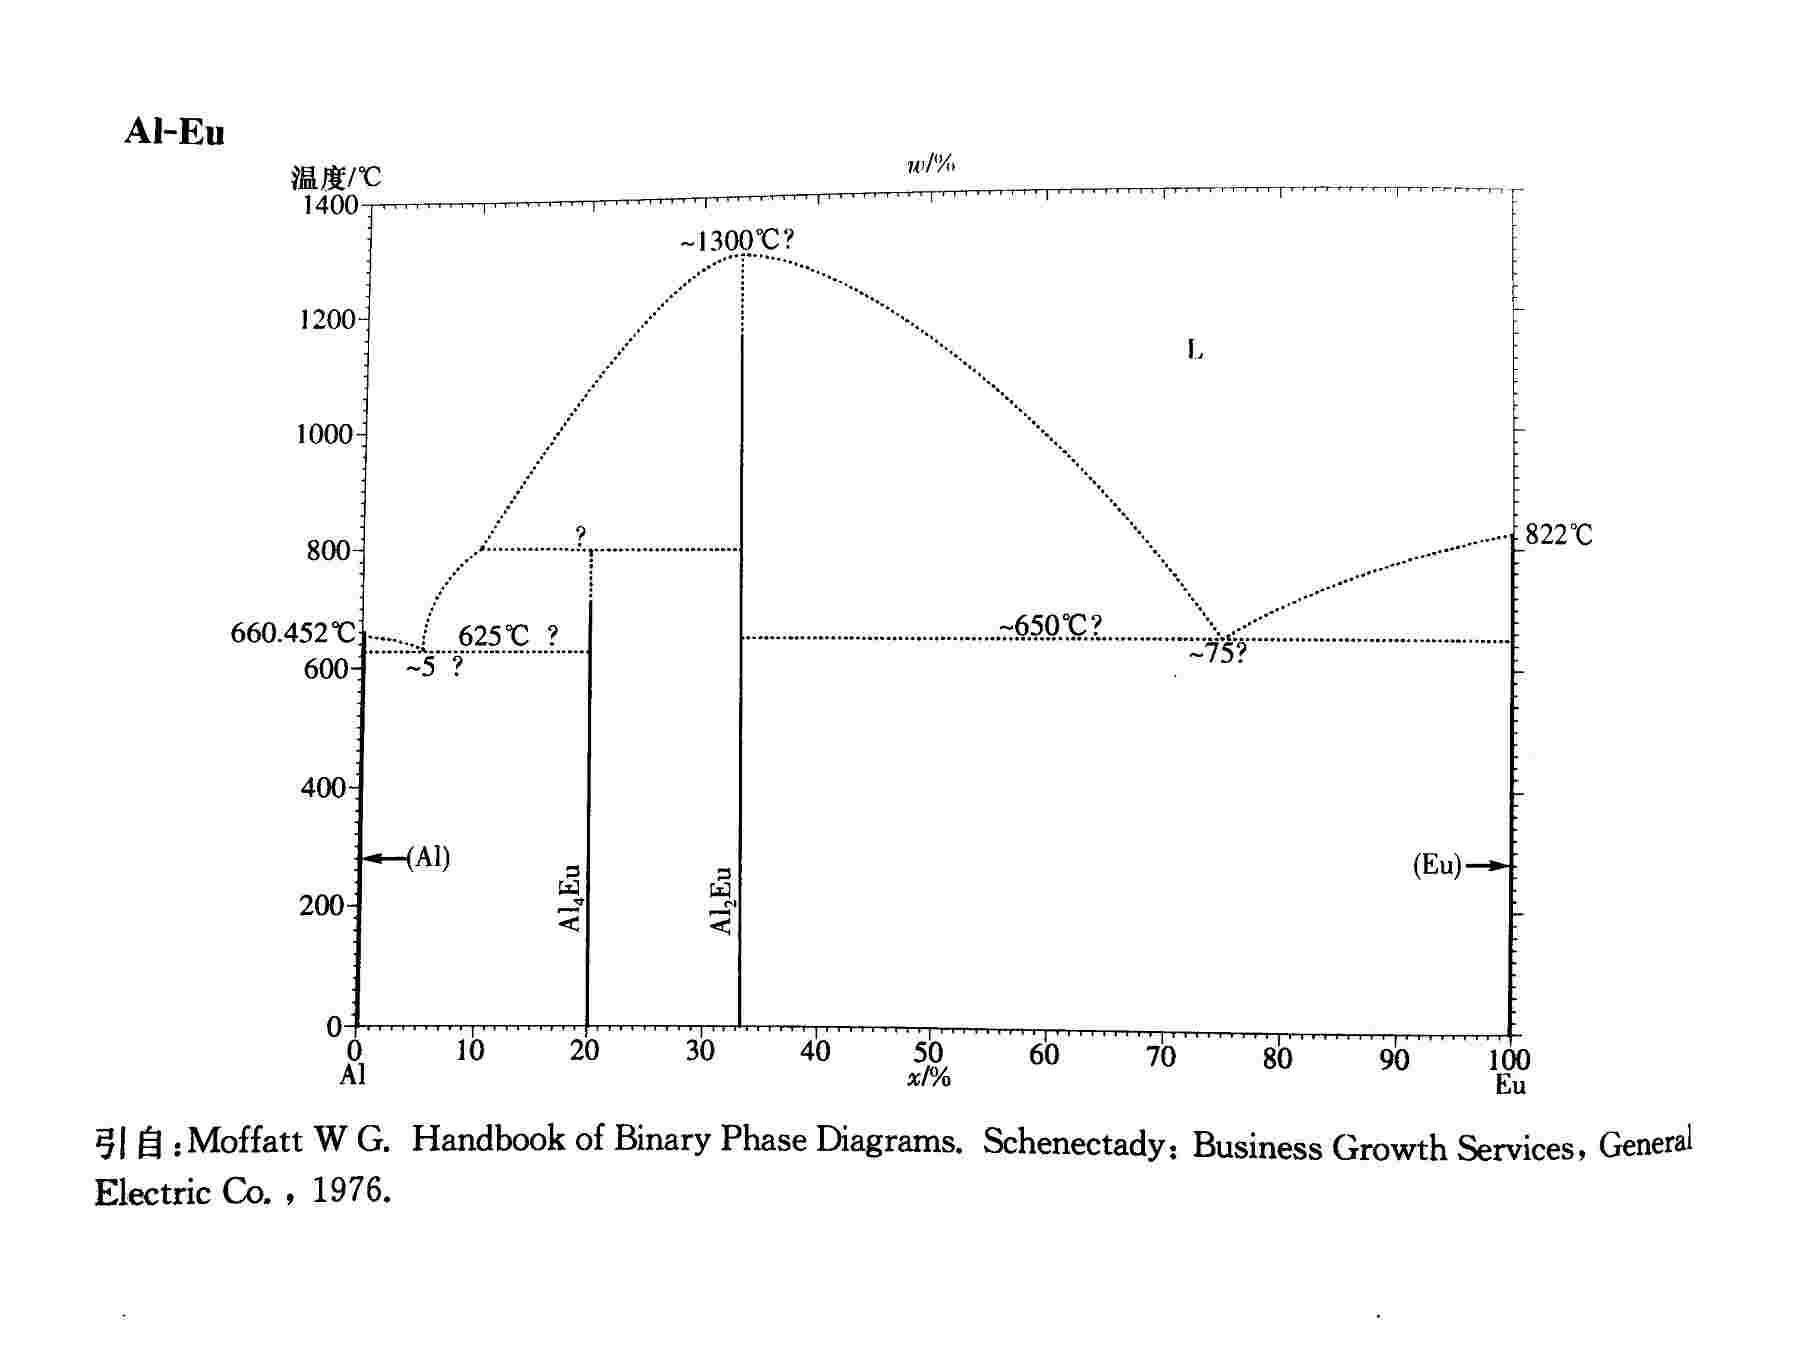 Al-Eu
w/%
温度/℃
1400
~1300℃?
1200
L
1000
?
800
822℃
660.452℃
625℃ ?
~650℃?
600
~5 ?
~75?
400
(Al)
(Eu)
Al₄Eu
Al₂Eu
200
0
0 10 20 30 40 50 60 70 80 90 100
Al x/% Eu
引自:Moffatt W G. Handbook of Binary Phase Diagrams. Schenectady: Business Growth Services, General
Electric Co. , 1976.